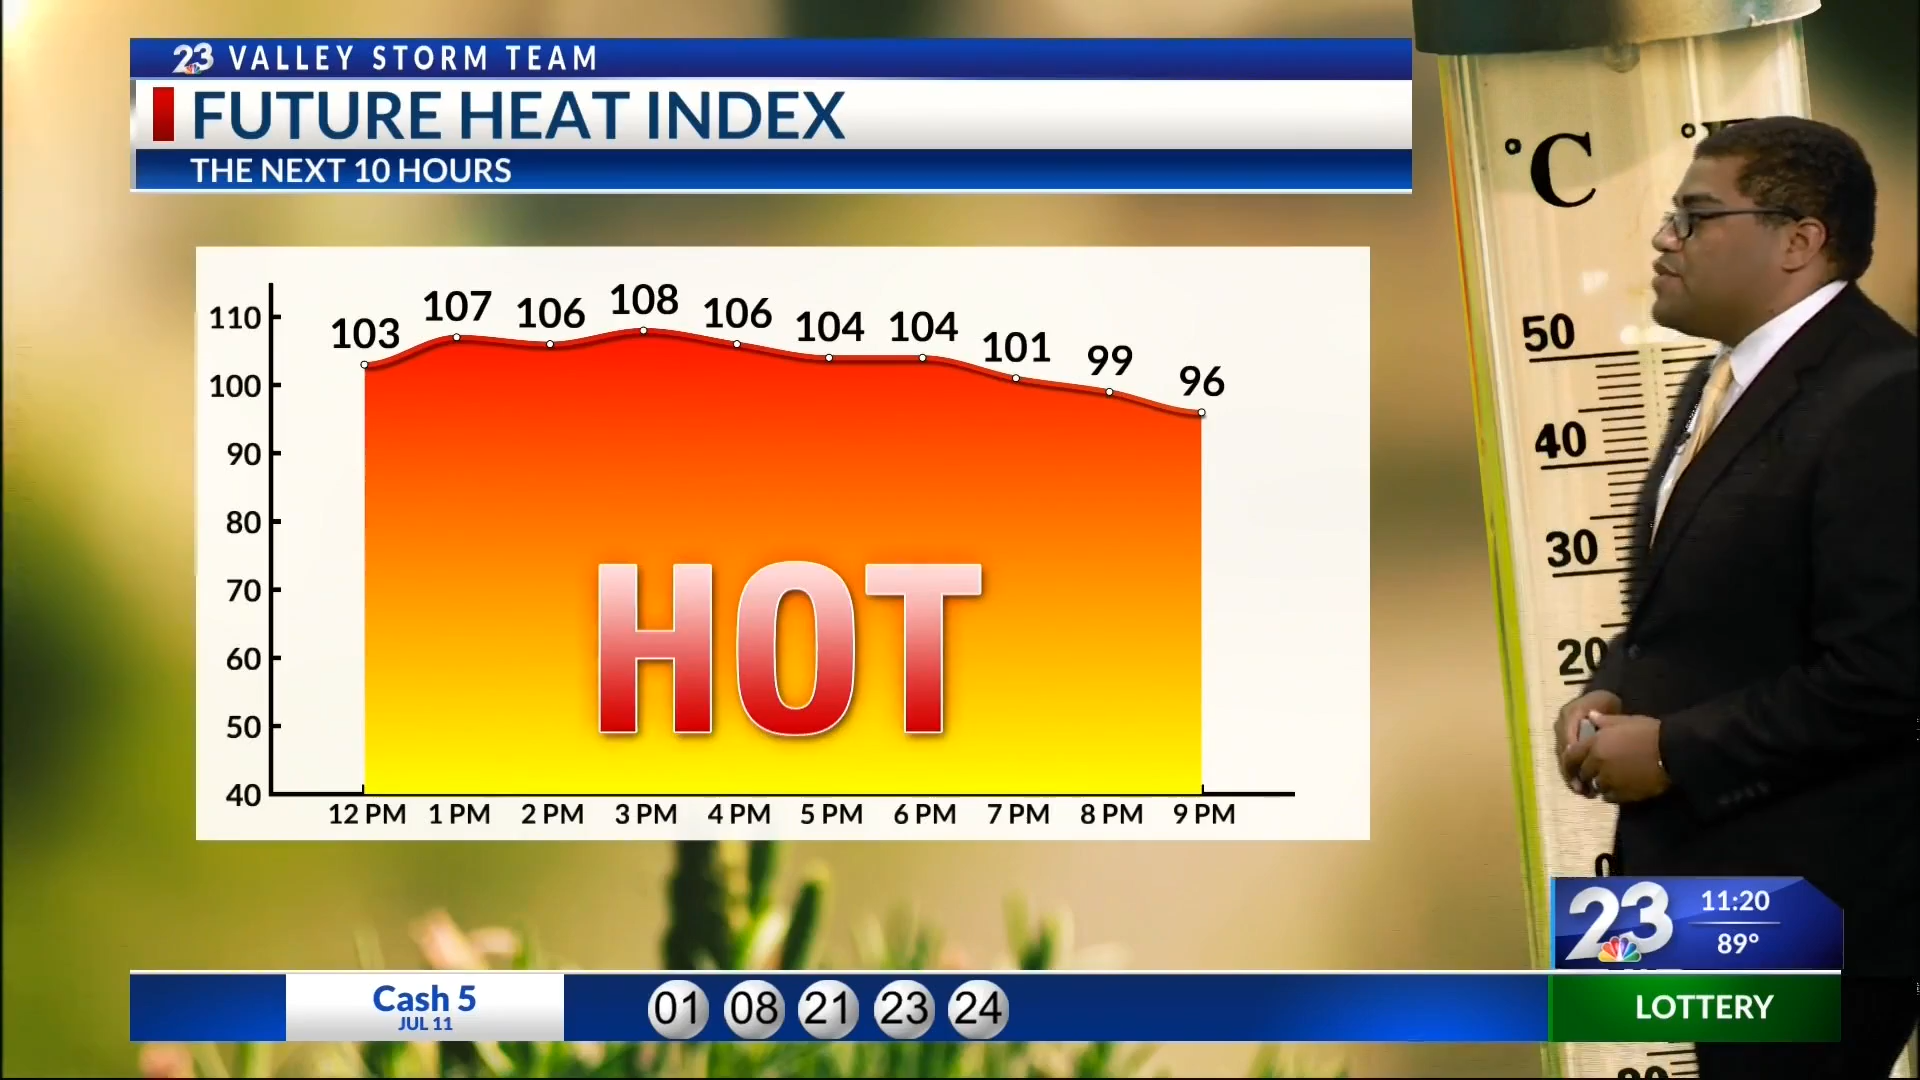 23 VALLEY STORM TEAM
FUTURE HEAT INDEX
THE NEXT 10 HOURS
110
100
90
80
70
60
50
40
103
107
106
108
106
104
104
101
99
96
HOT
12 PM 1 PM 2 PM 3 PM 4 PM 5 PM 6 PM 7 PM 8 PM 9 PM
°C
50
40
30
20
23
11:20
89°
Cash 5
JUL 11
01 08 21 23 24
LOTTERY